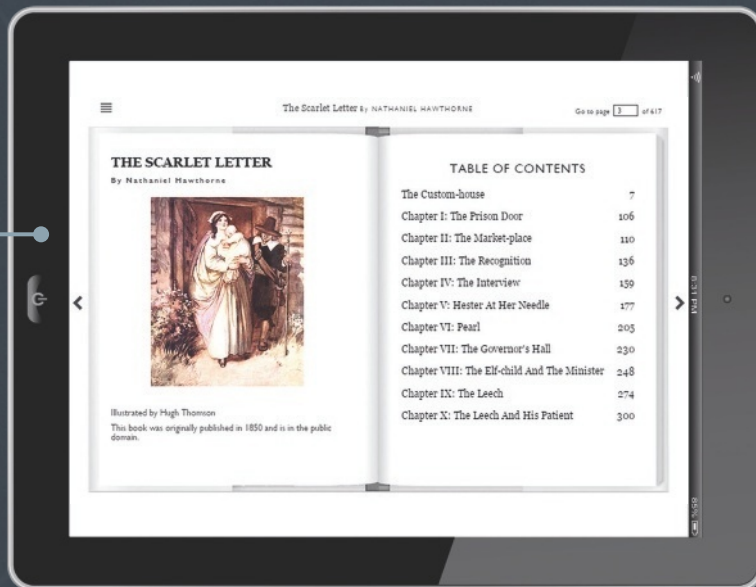 The Scarlet Letter By NATHANIEL HAWTHORNE
Go to page 3 of 617
THE SCARLET LETTER
By Nathaniel Hawthorne
Illustrated by Hugh Thomson
This book was originally published in 1850 and is in the public
domain.
TABLE OF CONTENTS
The Custom-house 7
Chapter I: The Prison Door 106
Chapter II: The Market-place 110
Chapter III: The Recognition 136
Chapter IV: The Interview 159
Chapter V: Hester At Her Needle 177
Chapter VI: Pearl 205
Chapter VII: The Governor's Hall 230
Chapter VIII: The Elf-child And The Minister 248
Chapter IX: The Leech 274
Chapter X: The Leech And His Patient 300
8:31 PM
85%